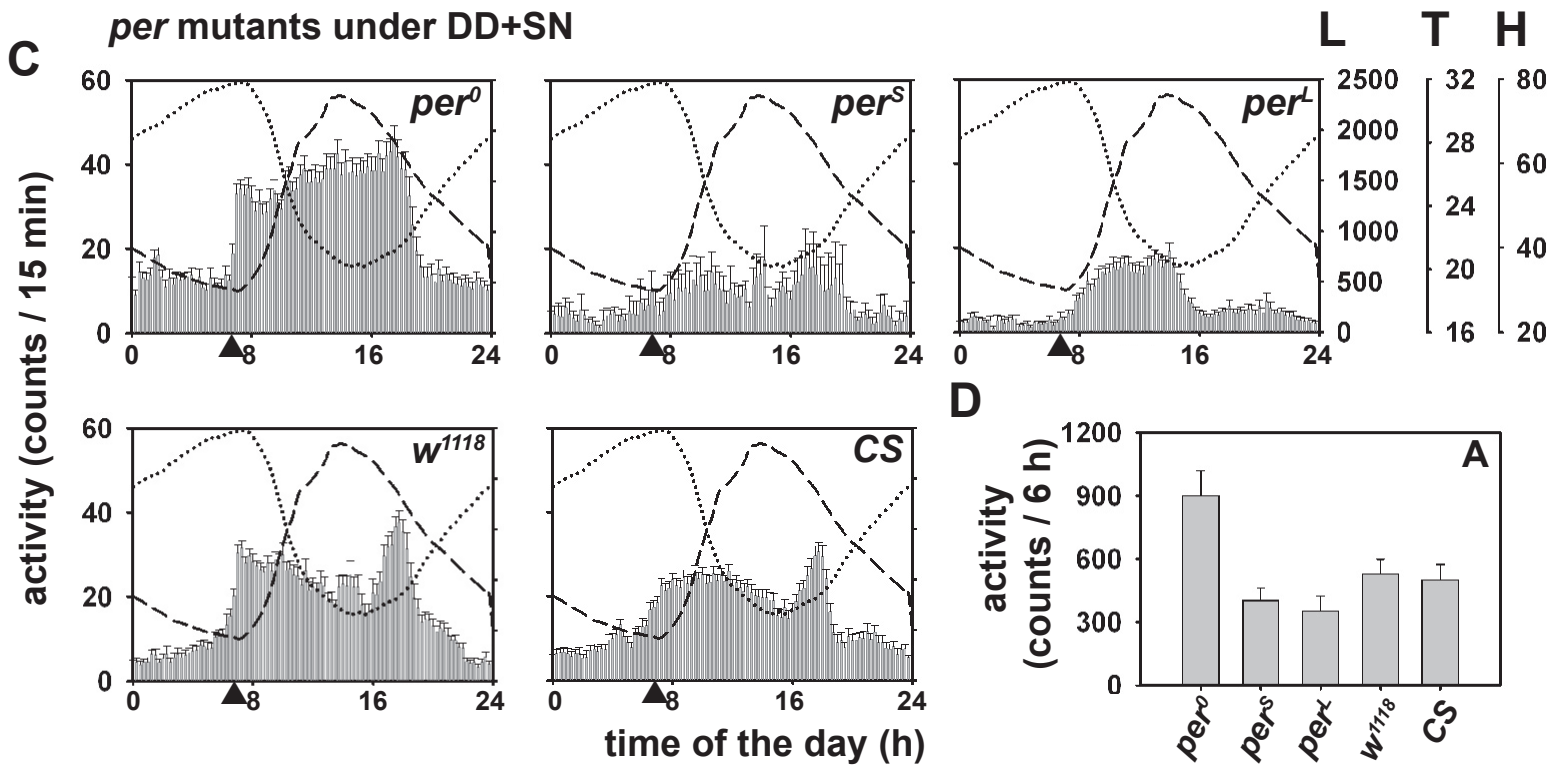 per mutants under DD+SN
L T H
C
60 40 20 0
per0
0 8 16 24
perS
0 8 16 24
perL
0 8 16 24
2500 2000 1500 1000 500 0
32 28 24 20 16
80 60 40 20
activity (counts / 15 min)
60 40 20 0
w1118
0 8 16 24
CS
0 8 16 24
time of the day (h)
D
activity
(counts / 6 h)
1200 900 600 300 0
A
per0 perS perL w1118 CS